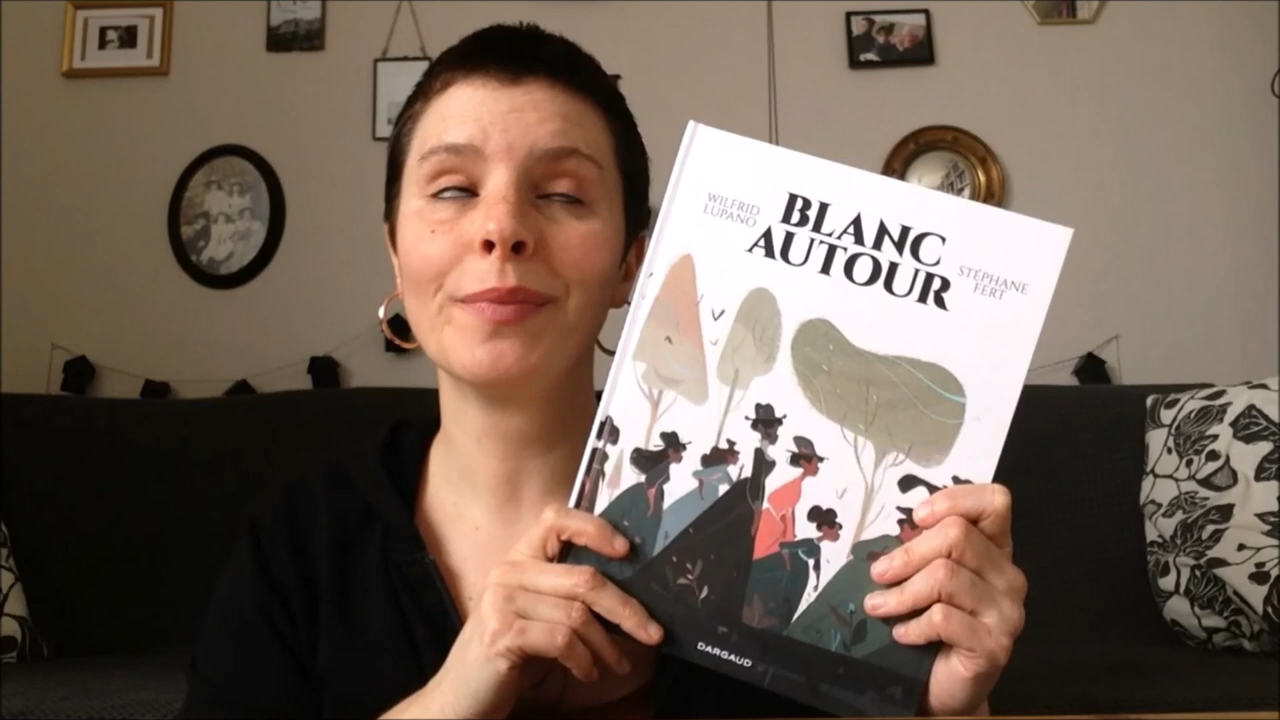 WILFRID
LUPANO
BLANC
AUTOUR
STÉPHANE
FERT
DARGAUD